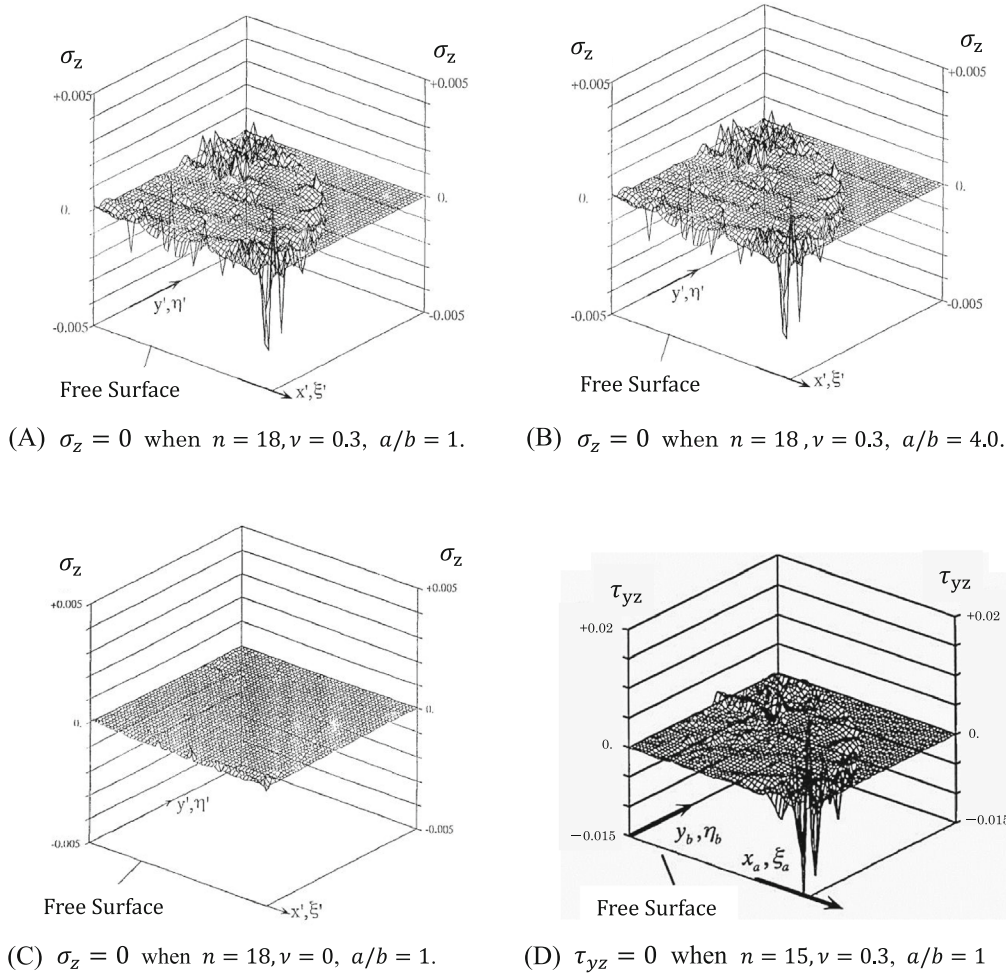 σz σz
+0.005 +0.005
0. 0.
-0.005 -0.005
y',η'
x',ξ'
Free Surface
(A) σz = 0 when n = 18, ν = 0.3, a/b = 1.
σz σz
+0.005 +0.005
0. 0.
-0.005 -0.005
y',η'
x',ξ'
Free Surface
(B) σz = 0 when n = 18 , ν = 0.3, a/b = 4.0.
σz σz
+0.005 +0.005
0. 0.
-0.005 -0.005
y',η'
x',ξ'
Free Surface
(C) σz = 0 when n = 18, ν = 0, a/b = 1.
τyz τyz
+0.02 +0.02
0. 0.
−0.015 −0.015
yb, ηb
xa, ξa
Free Surface
(D) τyz = 0 when n = 15, ν = 0.3, a/b = 1